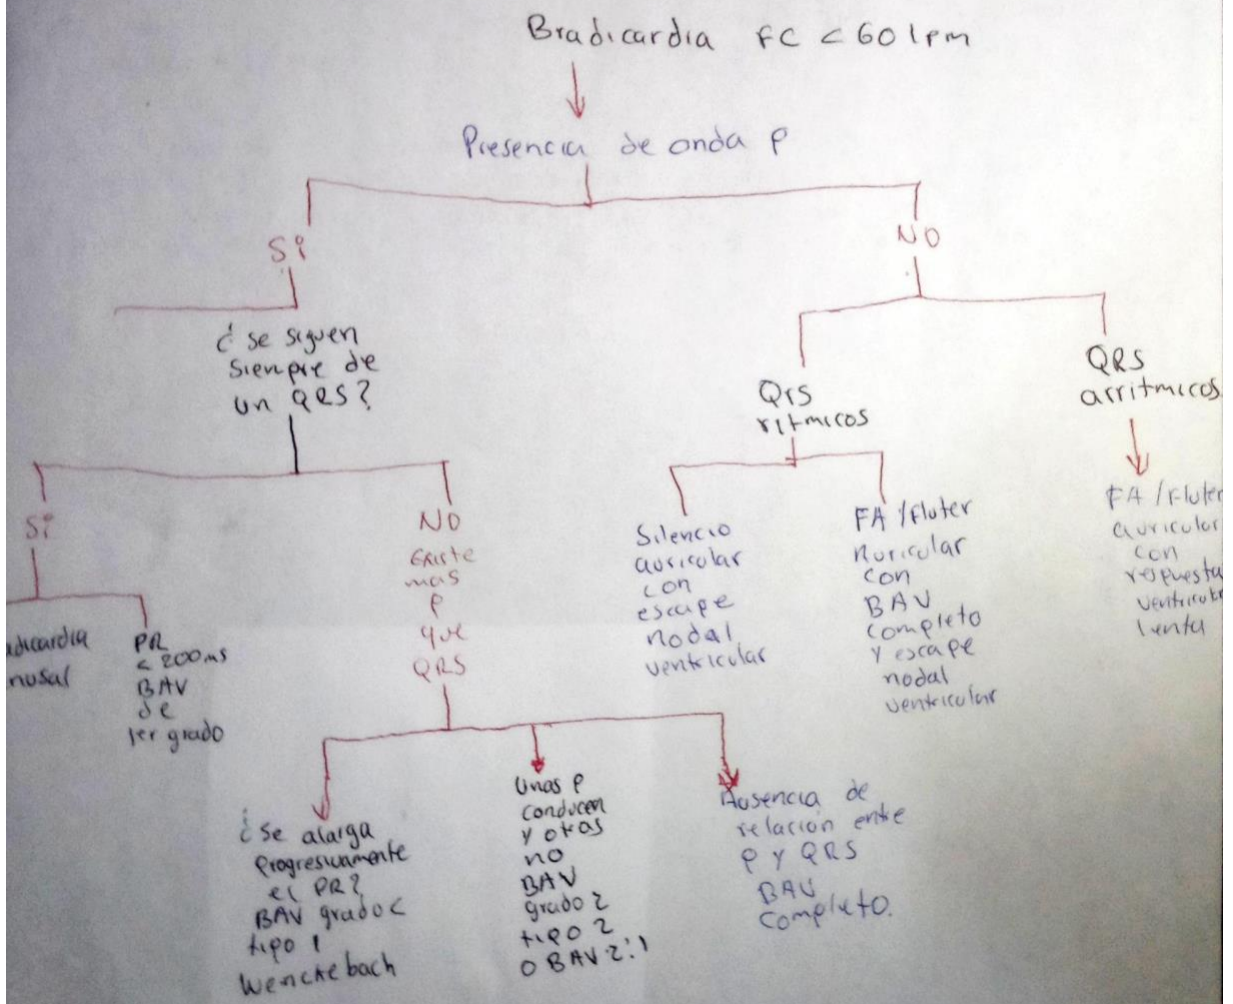 Bradicardia FC < 60 lpm
Presencia de onda P
Si
NO
¿ se siguen
siempre de
un QRS?
Qrs
ritmicos
QRS
arritmicos
Si
NO
Existe
mas
P
que
QRS
Silencio
auricular
con
escape
nodal
ventricular
FA / Fluter
Auricular
con
BAV
completo
y escape
nodal
ventricular
FA / Fluter
auricular
con
respuesta
ventricular
lenta
adicardia
nusal
PR
< 200ms
BAV
de
1er grado
¿ Se alarga
Progresivamente
el PR?
BAV grado <
tipo 1
Wenckebach
Unas P
conducen
y otras
no
BAV
grado 2
tipo 2
o BAV 2:1
Ausencia de
relación entre
P y QRS
BAV
completo.